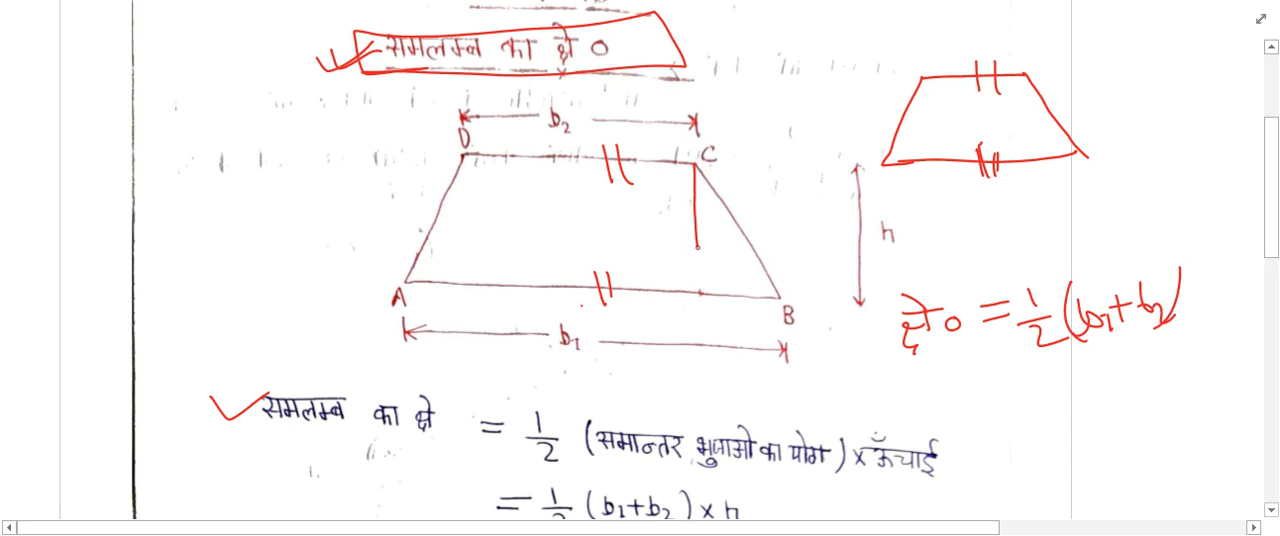 समलम्ब का क्षे०
b₂
D
C
h
A
B
b₁
क्षे० = 1/2 (b₁+b₂)
समलम्ब का क्षे = 1/2 (समान्तर भुजाओ का योग) × ऊँचाई
= 1/2 (b₁+b₂) × h